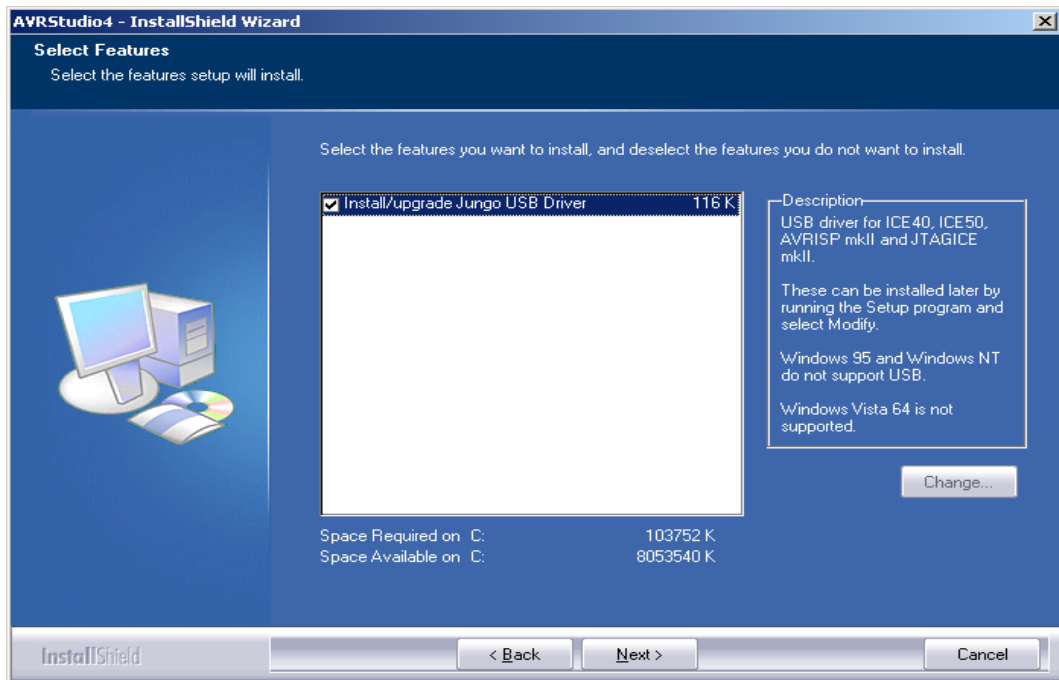 AVRStudio4 - InstallShield Wizard
Select Features
Select the features setup will install.
Select the features you want to install, and deselect the features you do not want to install.
Install/upgrade Jungo USB Driver 116 K
Description
USB driver for ICE40, ICE50,
AVRISP mkII and JTAGICE
mkII.
These can be installed later by
running the Setup program and
select Modify.
Windows 95 and Windows NT
do not support USB.
Windows Vista 64 is not
supported.
Change...
Space Required on C: 103752 K
Space Available on C: 8053540 K
InstallShield
< Back
Next >
Cancel